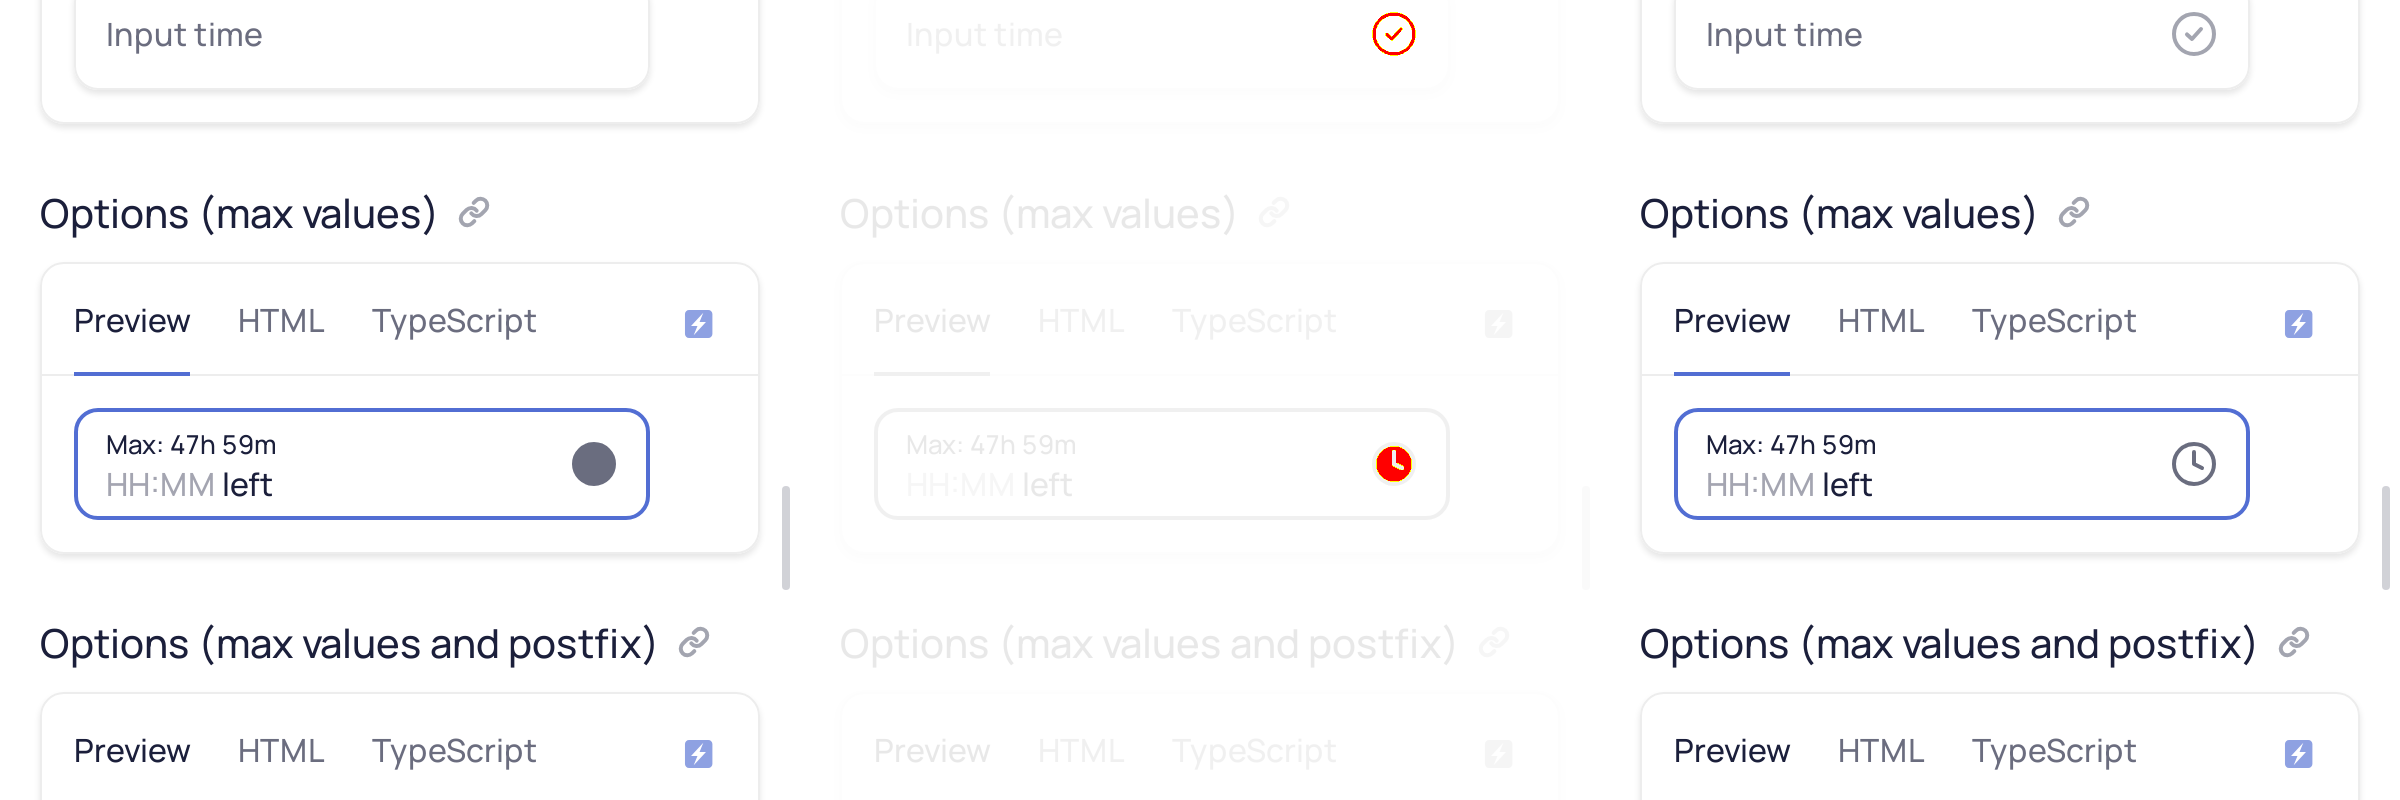 Input time
Options (max values)
Preview HTML TypeScript
Max: 47h 59m
HH:MM left
Options (max values and postfix)
Preview HTML TypeScript
Input time
Options (max values)
Preview HTML TypeScript
Max: 47h 59m
HH:MM left
Options (max values and postfix)
Preview HTML TypeScript
Input time
Options (max values)
Preview HTML TypeScript
Max: 47h 59m
HH:MM left
Options (max values and postfix)
Preview HTML TypeScript